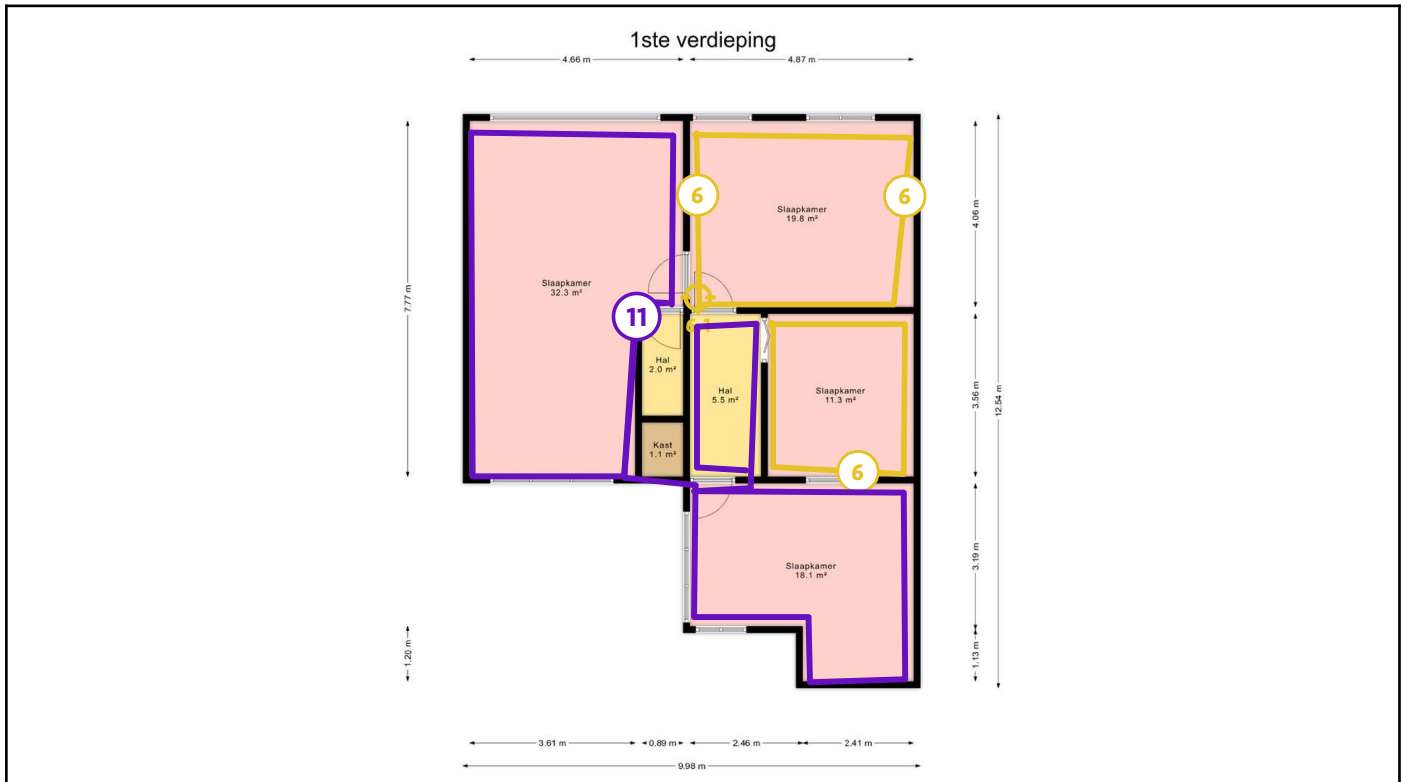 1ste verdieping
4.66 m
4.87 m
7.77 m
1.20 m
4.06 m
3.56 m
3.19 m
1.13 m
12.54 m
6
6
Slaapkamer
19.8 m²
Slaapkamer
32.3 m²
11
Hal
2.0 m²
Hal
5.5 m²
Slaapkamer
11.3 m²
Kast
1.1 m²
6
Slaapkamer
18.1 m²
3.61 m
0.89 m
2.46 m
2.41 m
9.98 m